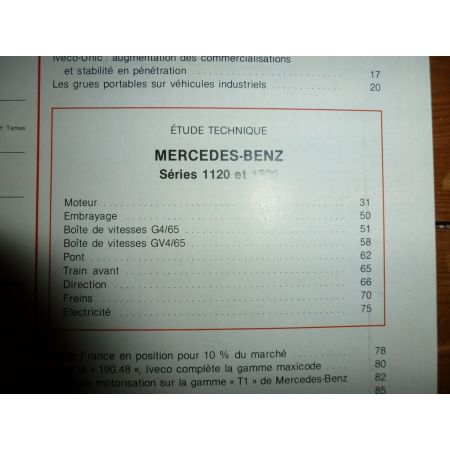 Iveco-Unic : augmentation des commercialisations
et stabilité en pénétration 17
Les grues portables sur véhicules industriels 20
Y. Tamas
ÉTUDE TECHNIQUE
MERCEDES-BENZ
Séries 1120 et
Moteur 31
Embrayage 50
Boîte de vitesses G4/65 51
Boîte de vitesses GV4/65 58
Pont 62
Train avant 65
Direction 66
Freins 70
Electricité 75
France en position pour 10 % du marché 78
le « 190.48 », Iveco complète la gamme maxicode 80
motorisation sur la gamme « T1 » de Mercedes-Benz 82
85